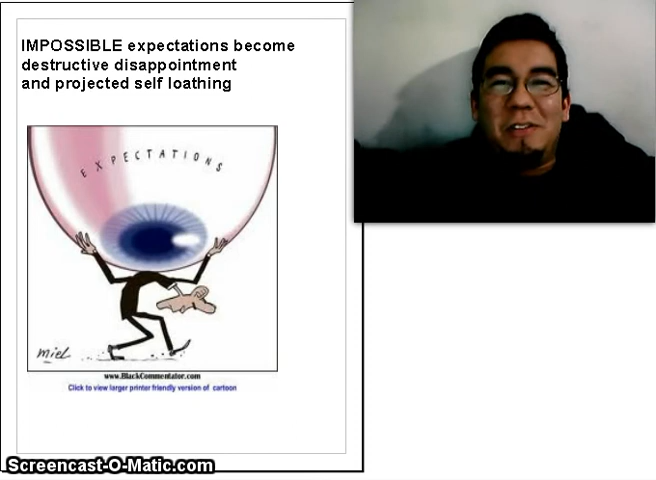 IMPOSSIBLE expectations become
destructive disappointment
and projected self loathing
EXPECTATIONS
miel
www.BlackCommentator.com
Click to view larger printer friendly version of cartoon
Screencast-O-Matic.com